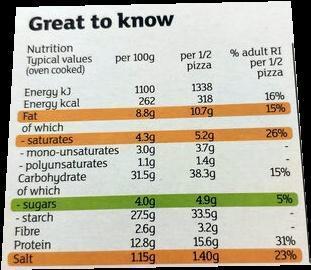 Great to know
Nutrition
Typical values per 100g per 1/2 % adult RI
(oven cooked) pizza per 1/2
pizza
Energy kJ 1100 1338
Energy kcal 262 318 16%
Fat 8.8g 10.7g 15%
of which
- saturates 4.3g 5.2g 26%
- mono-unsaturates 3.0g 3.7g -
- polyunsaturates 1.1g 1.4g -
Carbohydrate 31.5g 38.3g 15%
of which
- sugars 4.0g 4.9g 5%
- starch 27.5g 33.5g -
Fibre 2.6g 3.2g -
Protein 12.8g 15.6g 31%
Salt 1.15g 1.40g 23%